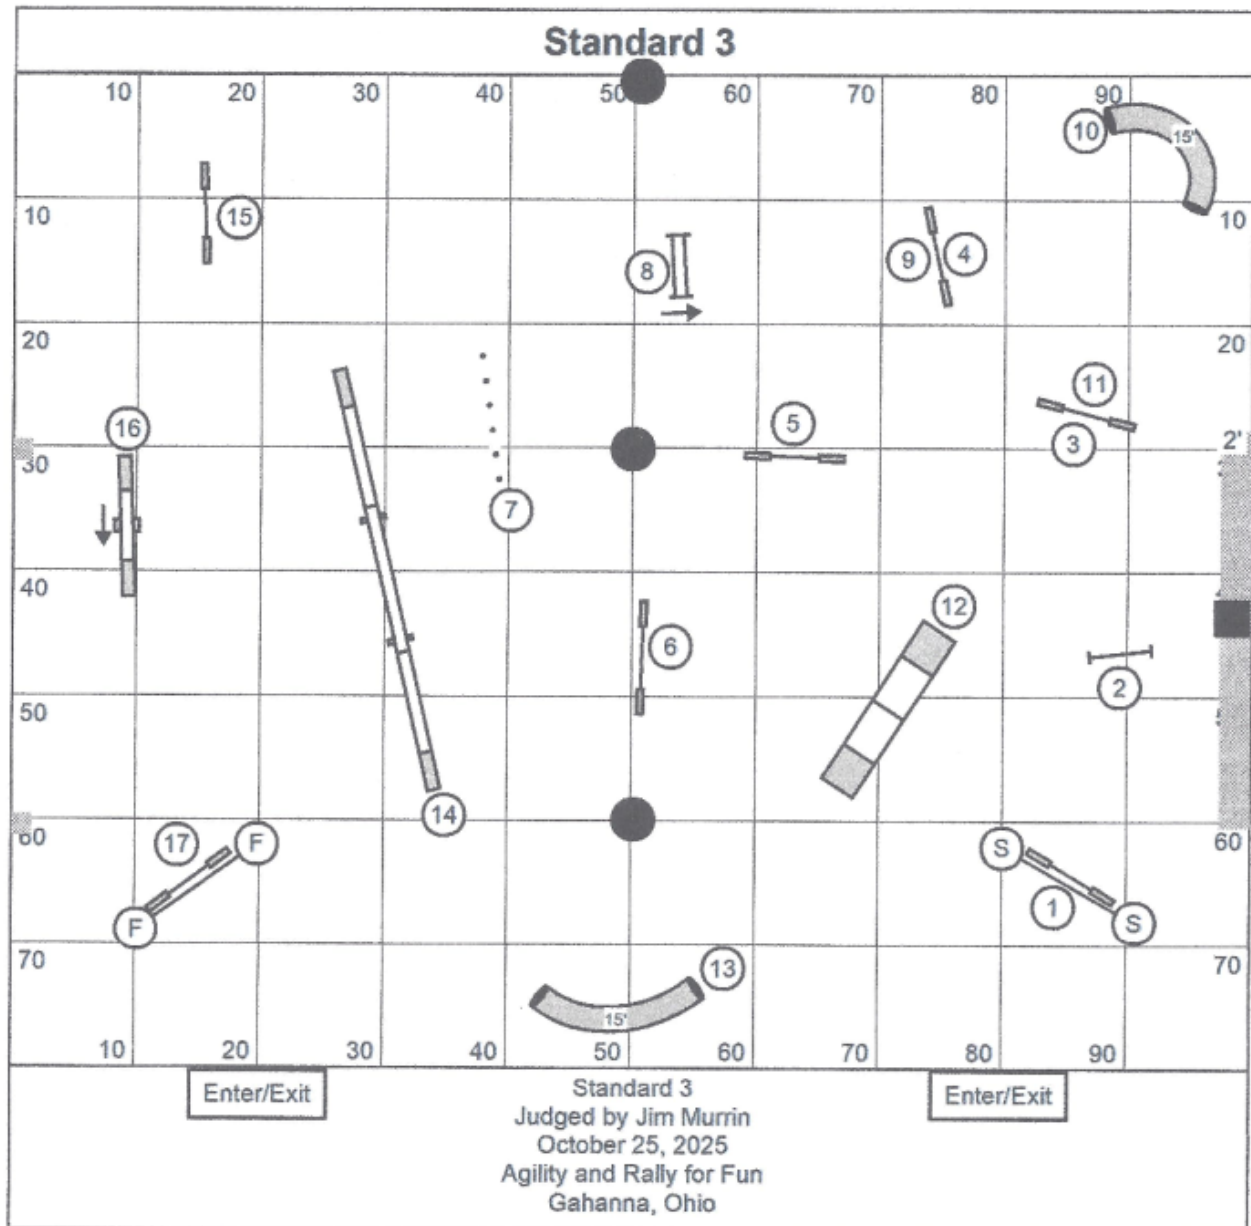 Standard 3
10 20 30 40 50 60 70 80 90
10
15'
15
10
10
8
9
4
20
20
11
5
3
16
2'
30
7
40
12
6
2
50
14
60
60
17
F
S
F
1
S
70
70
13
15'
10 20 30 40 50 60 70 80 90
Enter/Exit
Enter/Exit
Standard 3
Judged by Jim Murrin
October 25, 2025
Agility and Rally for Fun
Gahanna, Ohio